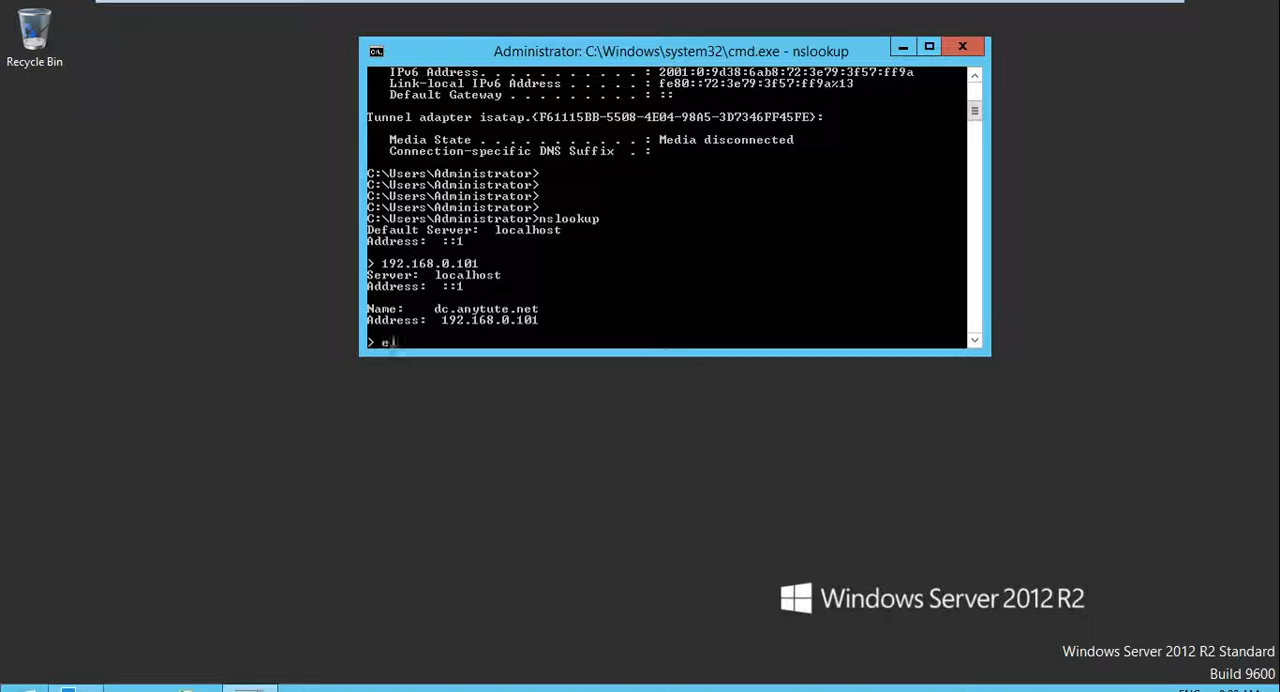 Recycle Bin
Administrator: C:\Windows\system32\cmd.exe - nslookup
IPv6 Address. . . . . . . . . . . : 2001:0:9d38:6ab8:72:3e79:3f57:ff9a
Link-local IPv6 Address . . . . . : fe80::72:3e79:3f57:ff9a%13
Default Gateway . . . . . . . . . : ::
Tunnel adapter isatap.{F61115BB-5508-4E04-98A5-3D7346FF45FE}:
Media State . . . . . . . . . . . : Media disconnected
Connection-specific DNS Suffix  . :
C:\Users\Administrator>
C:\Users\Administrator>
C:\Users\Administrator>
C:\Users\Administrator>
C:\Users\Administrator>nslookup
Default Server:  localhost
Address:  ::1
> 192.168.0.101
Server:  localhost
Address:  ::1
Name:    dc.anytute.net
Address:  192.168.0.101
> e
Windows Server 2012 R2
Windows Server 2012 R2 Standard
Build 9600